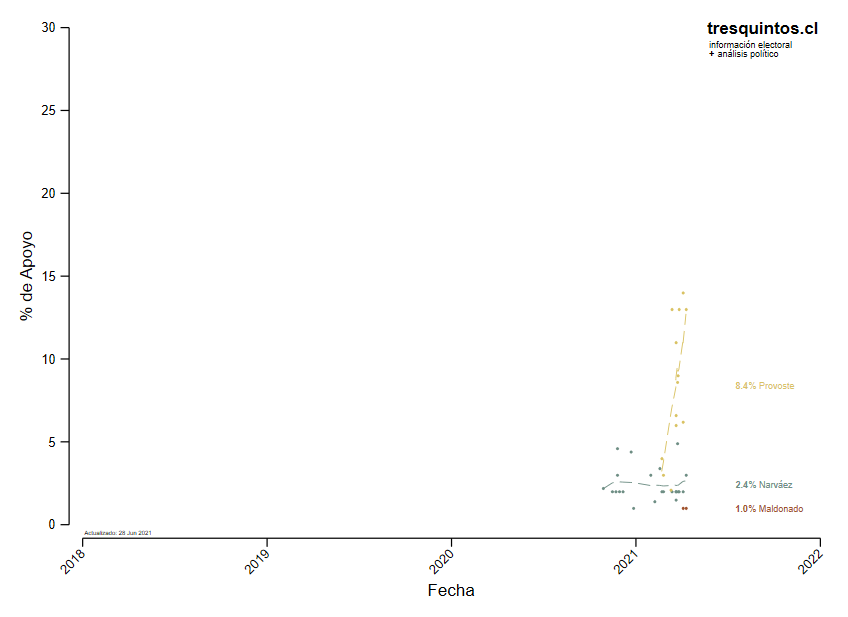 tresquintos.cl
información electoral
+ análisis político
30
25
20
15
10
5
0
% de Apoyo
8.4% Provoste
2.4% Narváez
1.0% Maldonado
Actualizado: 28 Jun 2021
2018
2019
2020
2021
2022
Fecha